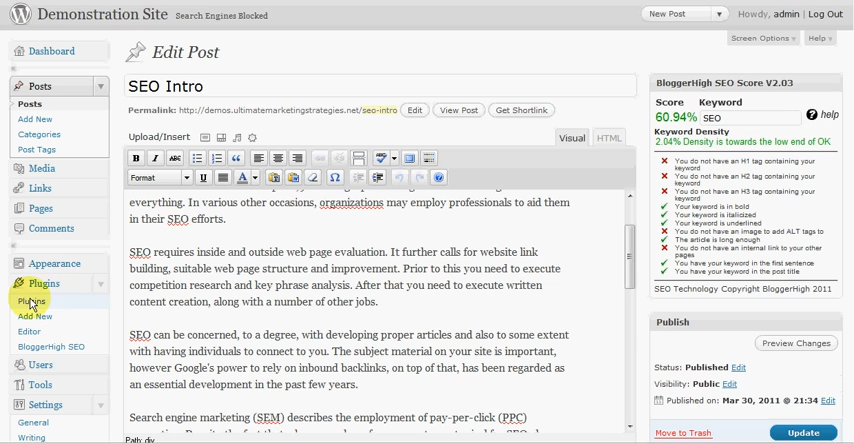 Demonstration Site Search Engines Blocked
New Post
Howdy, admin | Log Out
Screen Options
Help
Dashboard
Posts
Posts
Add New
Categories
Post Tags
Media
Links
Pages
Comments
Appearance
Plugins
Plugins
Add New
Editor
BloggerHigh SEO
Users
Tools
Settings
General
Writing
Edit Post
SEO Intro
Permalink: http://demos.ultimatemarketingstrategies.net/seo-intro Edit View Post Get Shortlink
Upload/Insert
Visual HTML
B I ABC
Format U A
everything. In various other occasions, organizations may employ professionals to aid them
in their SEO efforts.
SEO requires inside and outside web page evaluation. It further calls for website link
building, suitable web page structure and improvement. Prior to this you need to execute
competition research and key phrase analysis. After that you need to execute written
content creation, along with a number of other jobs.
SEO can be concerned, to a degree, with developing proper articles and also to some extent
with having individuals to connect to you. The subject material on your site is important,
however Google's power to rely on inbound backlinks, on top of that, has been regarded as
an essential development in the past few years.
Search engine marketing (SEM) describes the employment of pay-per-click (PPC)
Path: div
BloggerHigh SEO Score V2.03
Score Keyword
60.94% SEO help
Keyword Density
2.04% Density is towards the low end of OK
You do not have an H1 tag containing your
keyword
You do not have an H2 tag containing your
keyword
You do not have an H3 tag containing your
keyword
Your keyword is in bold
Your keyword is italicized
Your keyword is underlined
You do not have an image to add ALT tags to
The article is long enough
You do not have an internal link to your other
pages
You have your keyword in the first sentence
You have your keyword in the post title
SEO Technology Copyright BloggerHigh 2011
Publish
Preview Changes
Status: Published Edit
Visibility: Public Edit
Published on: Mar 30, 2011 @ 21:34 Edit
Move to Trash Update